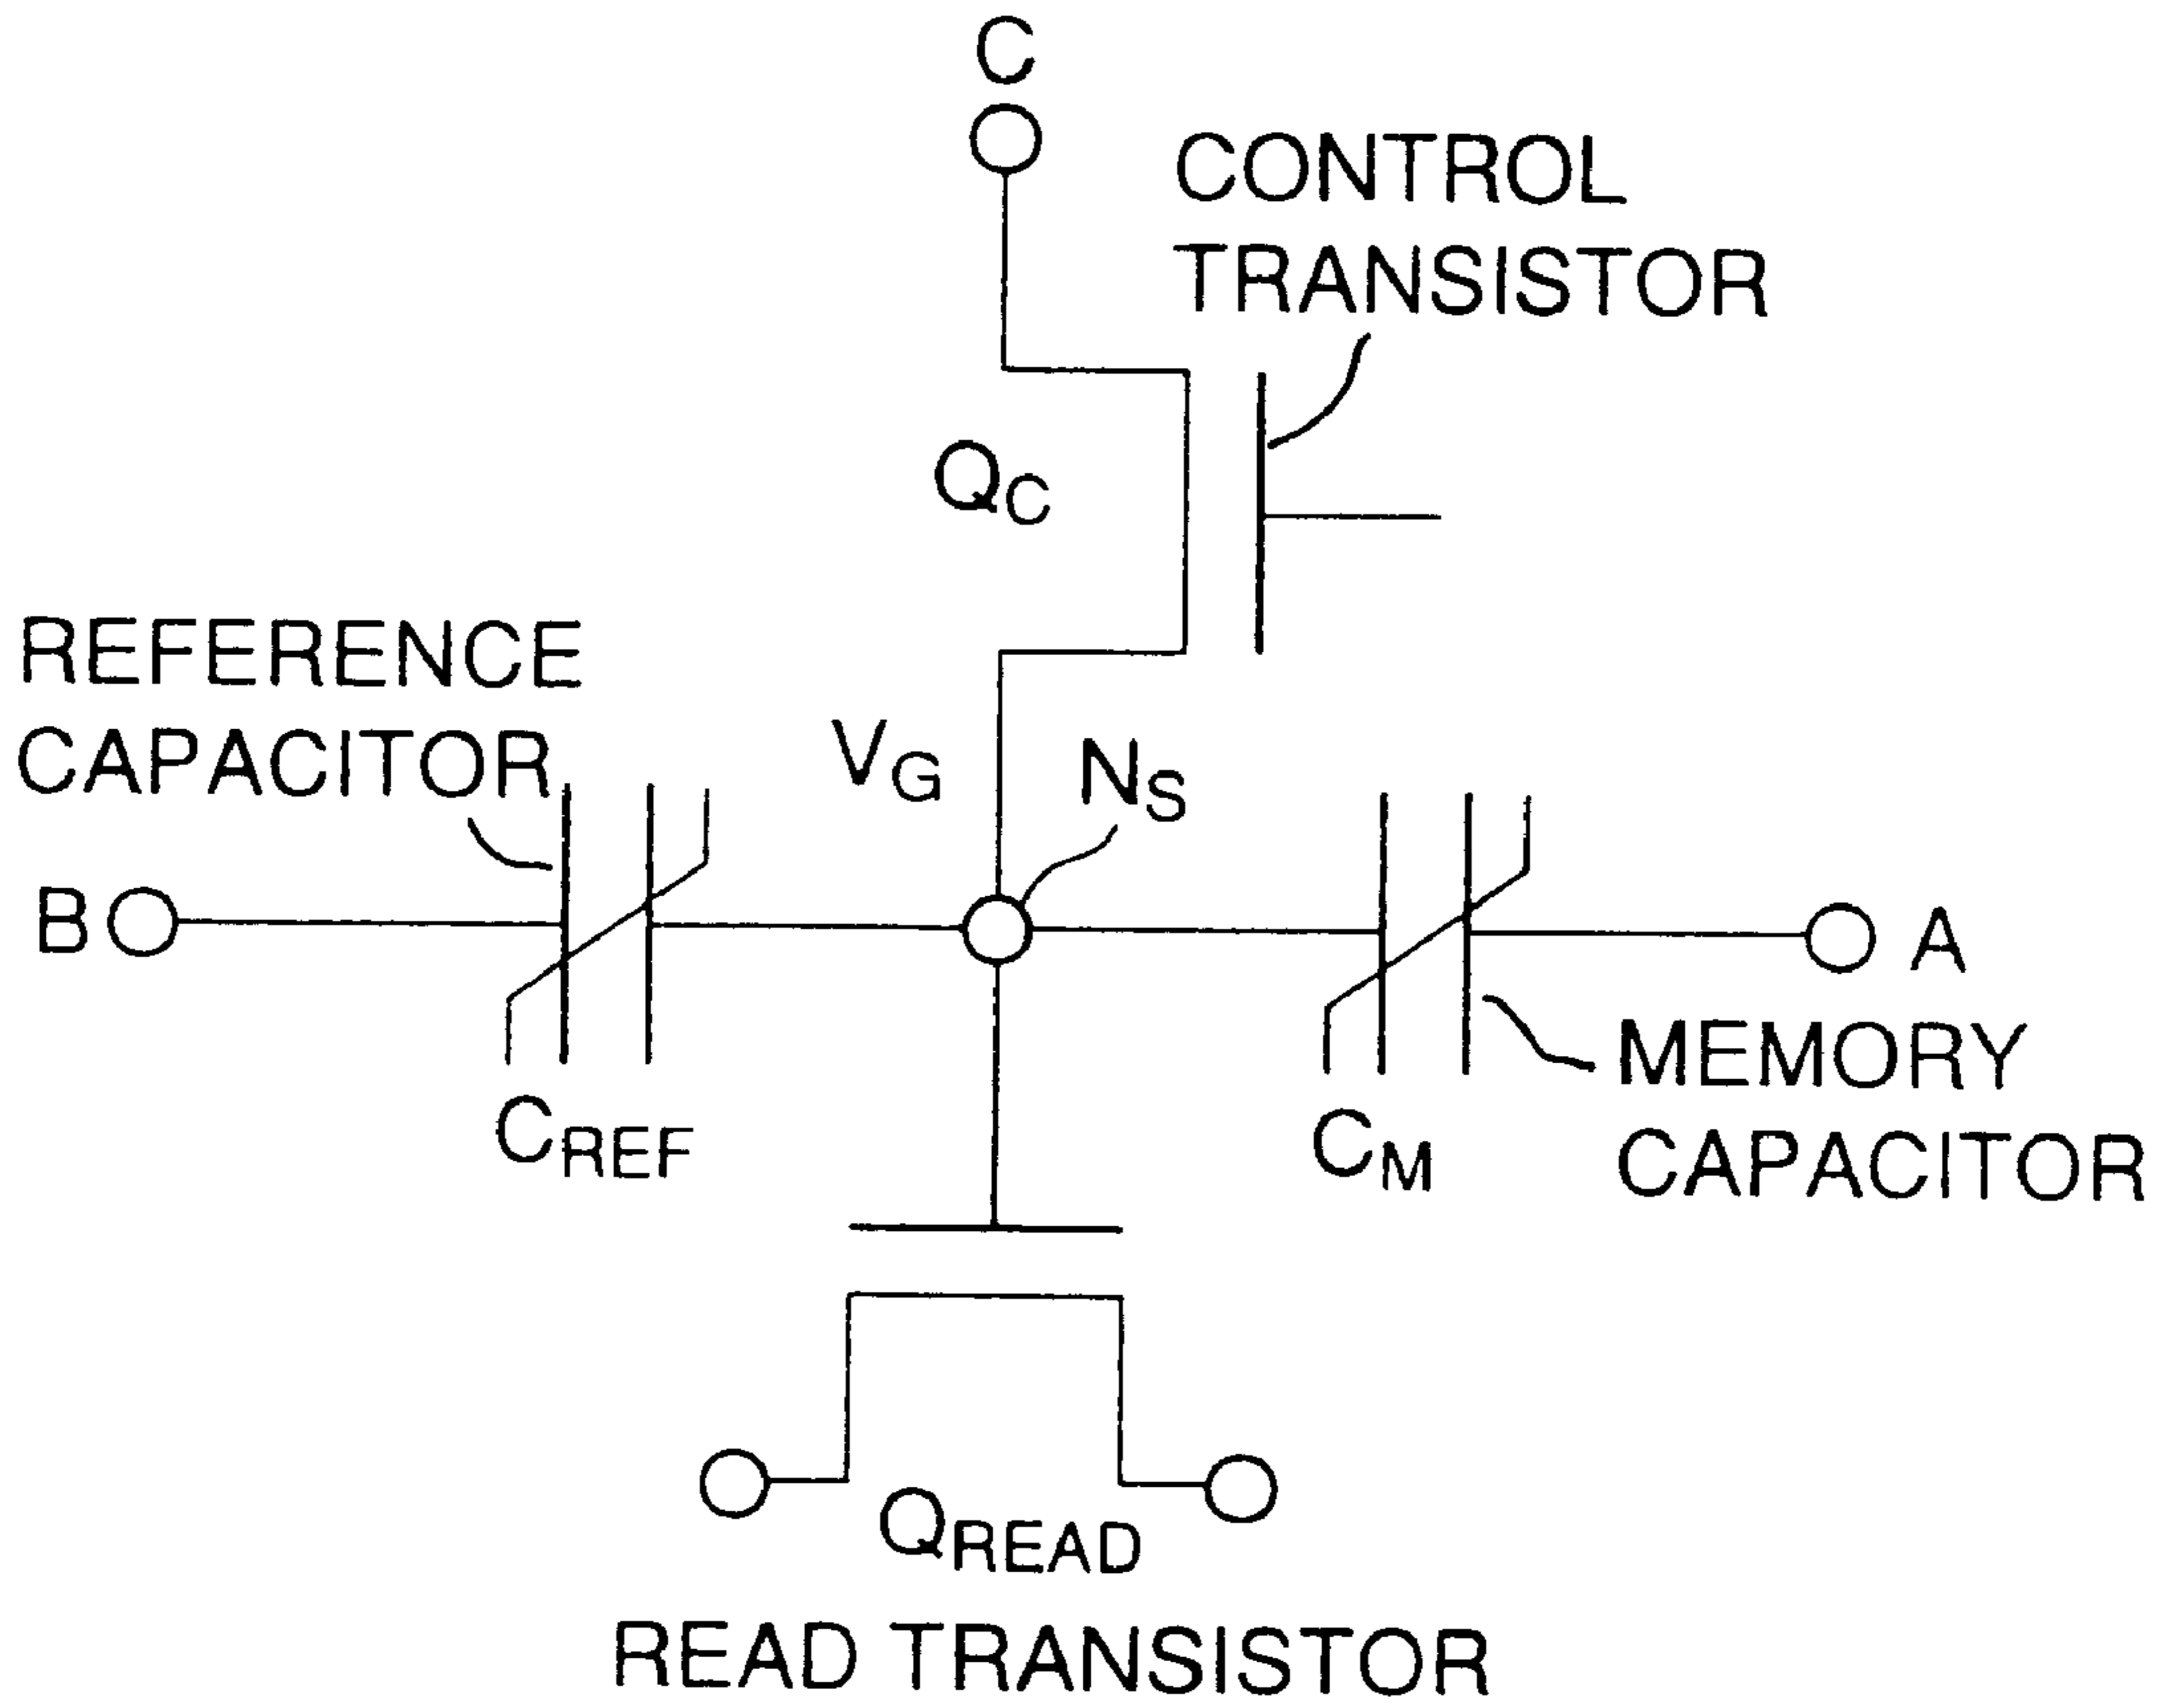 C
CONTROL
TRANSISTOR
QC
REFERENCE
CAPACITOR
VG
NS
B
A
MEMORY
CAPACITOR
CREF
CM
QREAD
READ TRANSISTOR